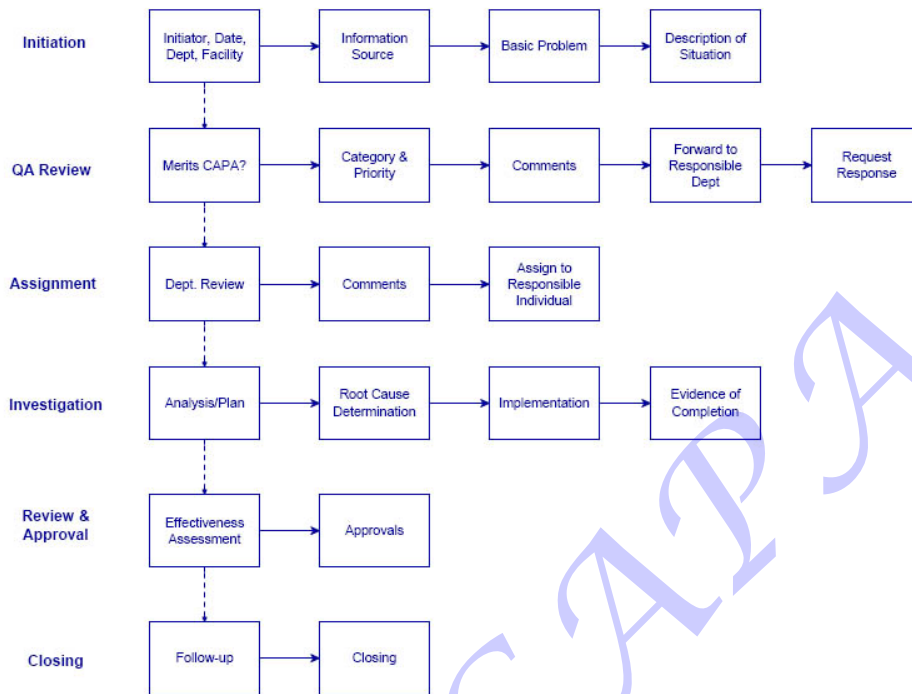 Initiation
Initiator, Date,
Dept, Facility
Information
Source
Basic Problem
Description of
Situation
QA Review
Merits CAPA?
Category &
Priority
Comments
Forward to
Responsible
Dept
Request
Response
Assignment
Dept. Review
Comments
Assign to
Responsible
Individual
Investigation
Analysis/Plan
Root Cause
Determination
Implementation
Evidence of
Completion
Review &
Approval
Effectiveness
Assessment
Approvals
Closing
Follow-up
Closing
CAPA